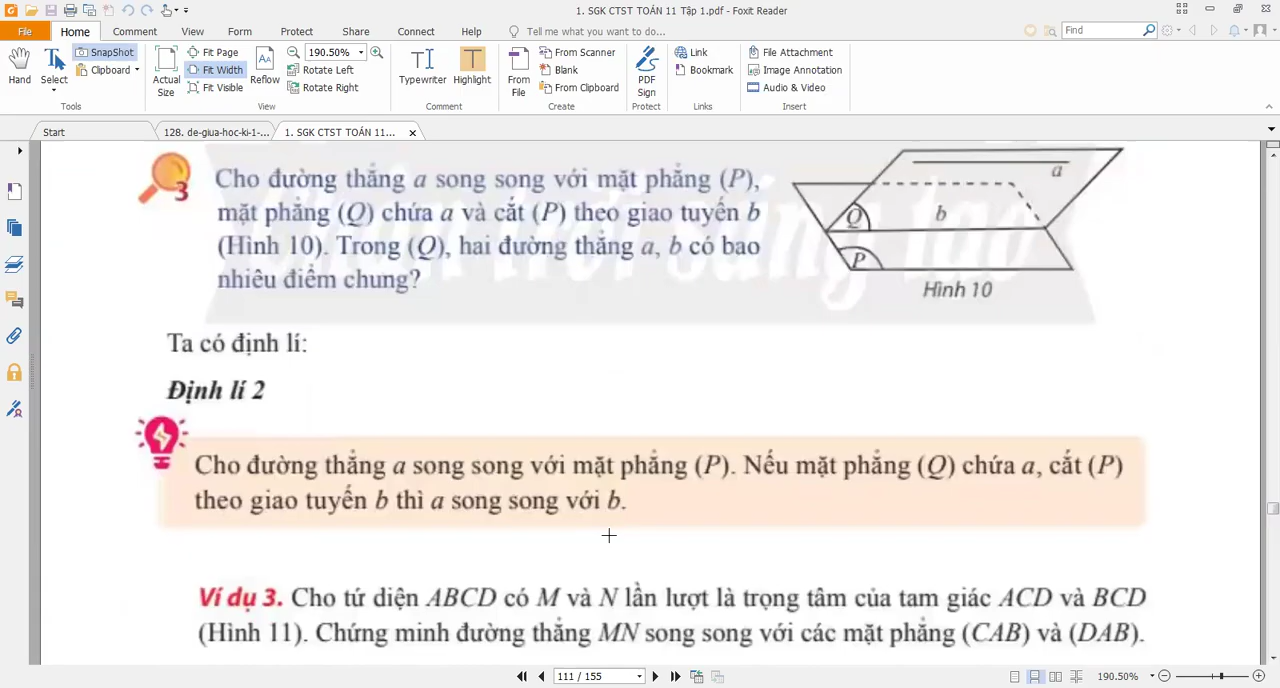 1. SGK CTST TOÁN 11 Tập 1.pdf - Foxit Reader
File Home Comment View Form Protect Share Connect Help Tell me what you want to do... Find
SnapShot Fit Page 190.50% From Scanner Link File Attachment
Hand Select Clipboard Actual Size Fit Width Reflow Rotate Left Typewriter Highlight From File Blank PDF Sign Bookmark Image Annotation
Fit Visible Rotate Right From Clipboard Audio & Video
Tools View Comment Create Protect Links Insert
Start 128. de-giua-hoc-ki-1-... 1. SGK CTST TOÁN 11...
3 Cho đường thẳng a song song với mặt phẳng (P),
mặt phẳng (Q) chứa a và cắt (P) theo giao tuyến b
(Hình 10). Trong (Q), hai đường thẳng a, b có bao
nhiêu điểm chung?
a
Q b
P
Hình 10
Chân trời sáng tạo
Ta có định lí:
Định lí 2
Cho đường thẳng a song song với mặt phẳng (P). Nếu mặt phẳng (Q) chứa a, cắt (P)
theo giao tuyến b thì a song song với b.
Ví dụ 3. Cho tứ diện ABCD có M và N lần lượt là trọng tâm của tam giác ACD và BCD
(Hình 11). Chứng minh đường thẳng MN song song với các mặt phẳng (CAB) và (DAB).
111 / 155 190.50%